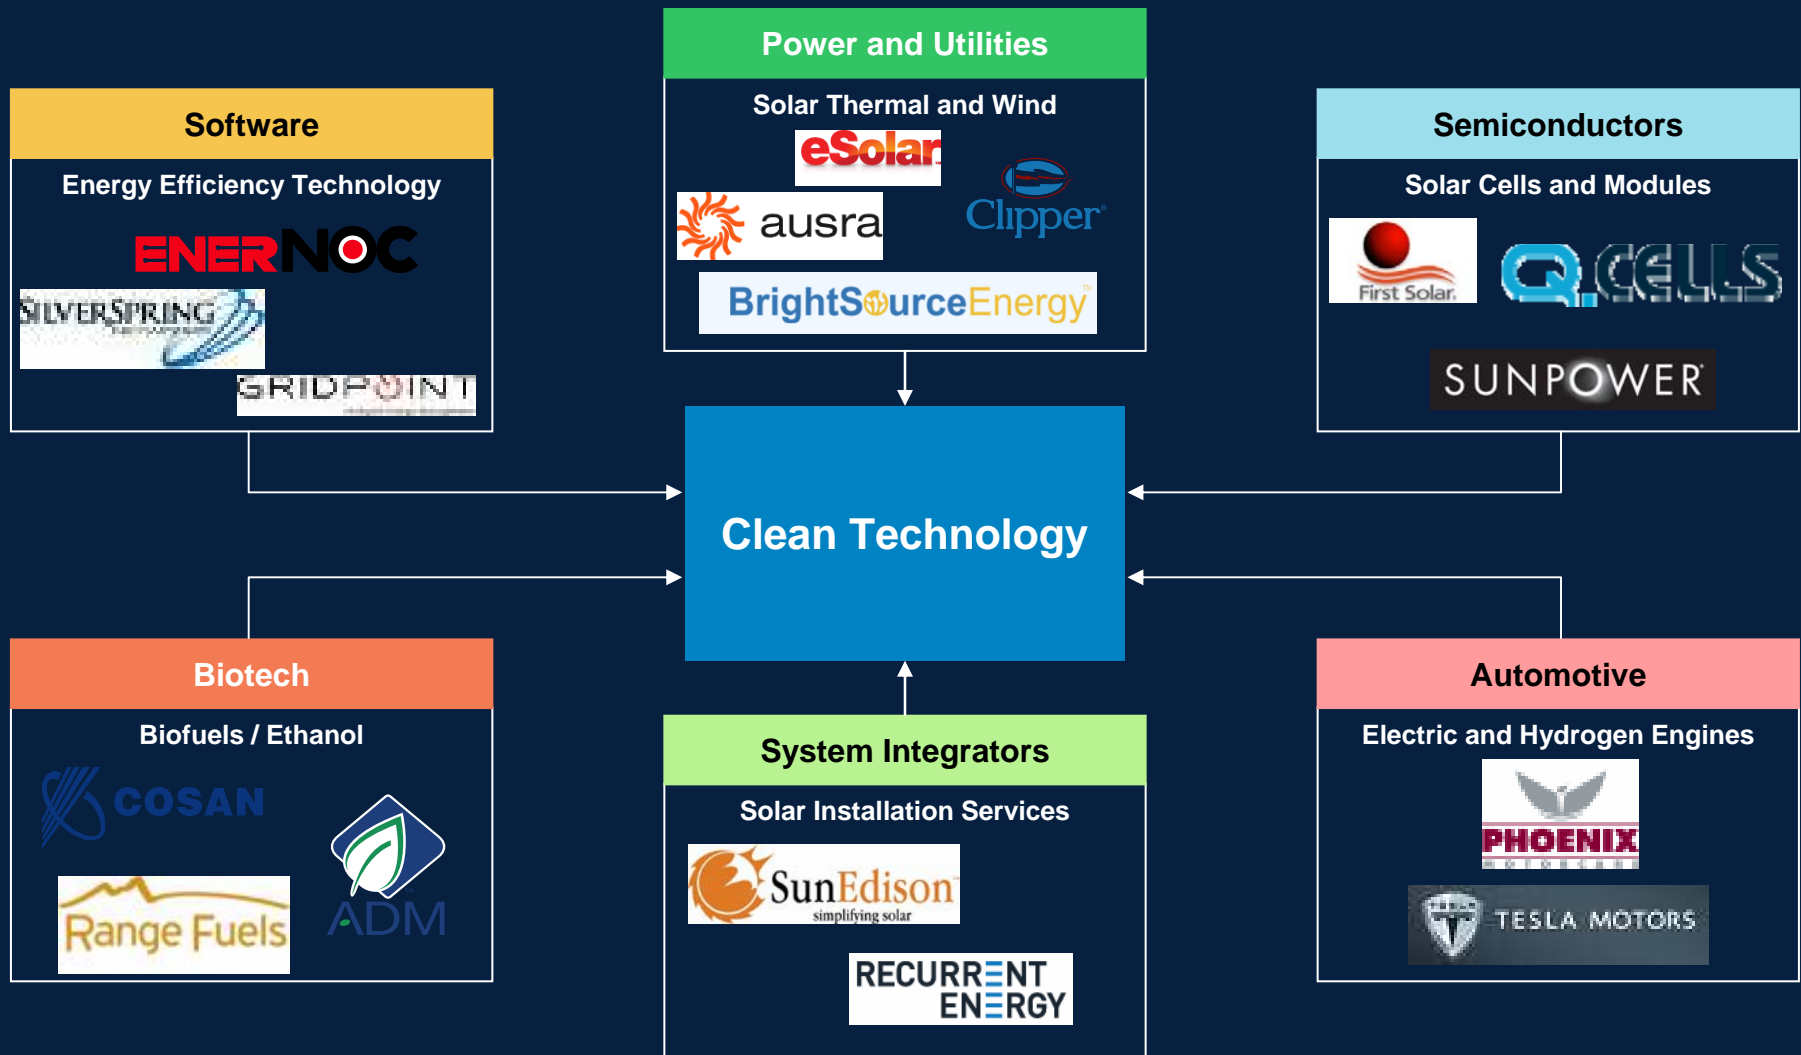 Power and Utilities
Solar Thermal and Wind
eSolar
ausra
Clipper
BrightSourceEnergy
Software
Energy Efficiency Technology
ENERNOC
SILVERSPRING
GRIDPOINT
Semiconductors
Solar Cells and Modules
First Solar.
Q.CELLS
SUNPOWER
Clean Technology
Biotech
Biofuels / Ethanol
COSAN
ADM
Range Fuels
System Integrators
Solar Installation Services
SunEdison
simplifying solar
RECURRENT
ENERGY
Automotive
Electric and Hydrogen Engines
PHOENIX
MOTORCARS
TESLA MOTORS